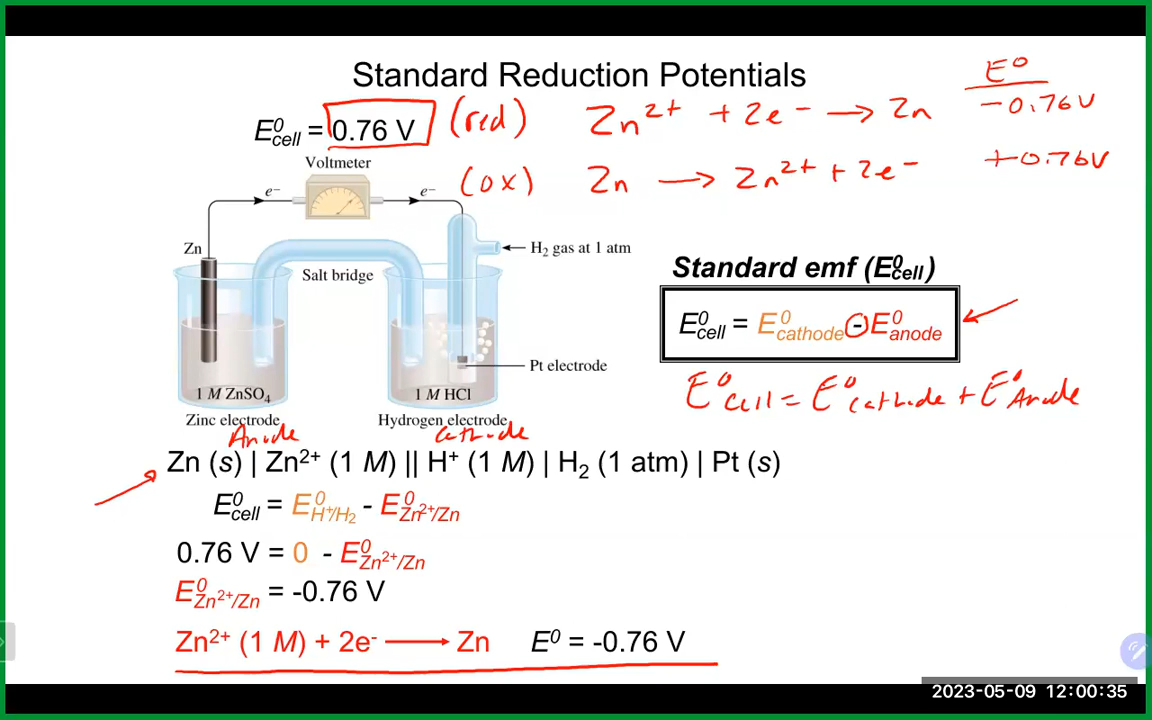 Standard Reduction Potentials
E⁰
E⁰cell = 0.76 V (red) Zn²⁺ + 2e⁻ → Zn -0.76V
Voltmeter
e⁻ e⁻ (ox) Zn → Zn²⁺ + 2e⁻ +0.76V
Zn
H₂ gas at 1 atm
Salt bridge
Standard emf (E⁰cell)
E⁰cell = E⁰cathode - E⁰anode
Pt electrode
1 M ZnSO₄ 1 M HCl
E⁰cell = E⁰cathode + E⁰Anode
Zinc electrode Hydrogen electrode
Anode Cathode
Zn (s) | Zn²⁺ (1 M) || H⁺ (1 M) | H₂ (1 atm) | Pt (s)
E⁰cell = E⁰H⁺/H₂ - E⁰Zn²⁺/Zn
0.76 V = 0 - E⁰Zn²⁺/Zn
E⁰Zn²⁺/Zn = -0.76 V
Zn²⁺ (1 M) + 2e⁻ → Zn E⁰ = -0.76 V
2023-05-09 12:00:35